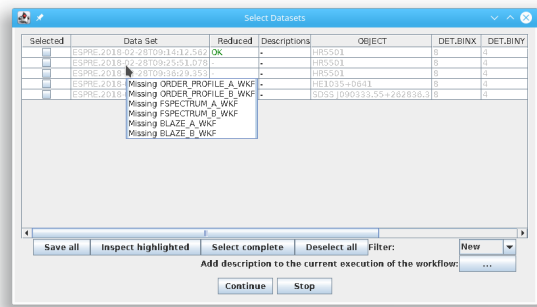 Select Datasets
Selected Data Set Reduced Descriptions OBJECT DET.BINX DET.BINY
ESPRE.2018-02-28T09:14:12.562 OK - HR5501 8 4
ESPRE.2018-02-28T09:25:51.078 - - HR5501 8 4
ESPRE.2018-02-28T09:36:29.353 - - HR5501 8 4
ESPRE.2018 - HE1035+0641 8 4
ESPRE.2018 - SDSS J090333.55+262836.3 8 4
Missing ORDER_PROFILE_A_WKF
Missing ORDER_PROFILE_B_WKF
Missing FSPECTRUM_A_WKF
Missing FSPECTRUM_B_WKF
Missing BLAZE_A_WKF
Missing BLAZE_B_WKF
Save all Inspect highlighted Select complete Deselect all Filter: New
Add description to the current execution of the workflow: ...
Continue Stop